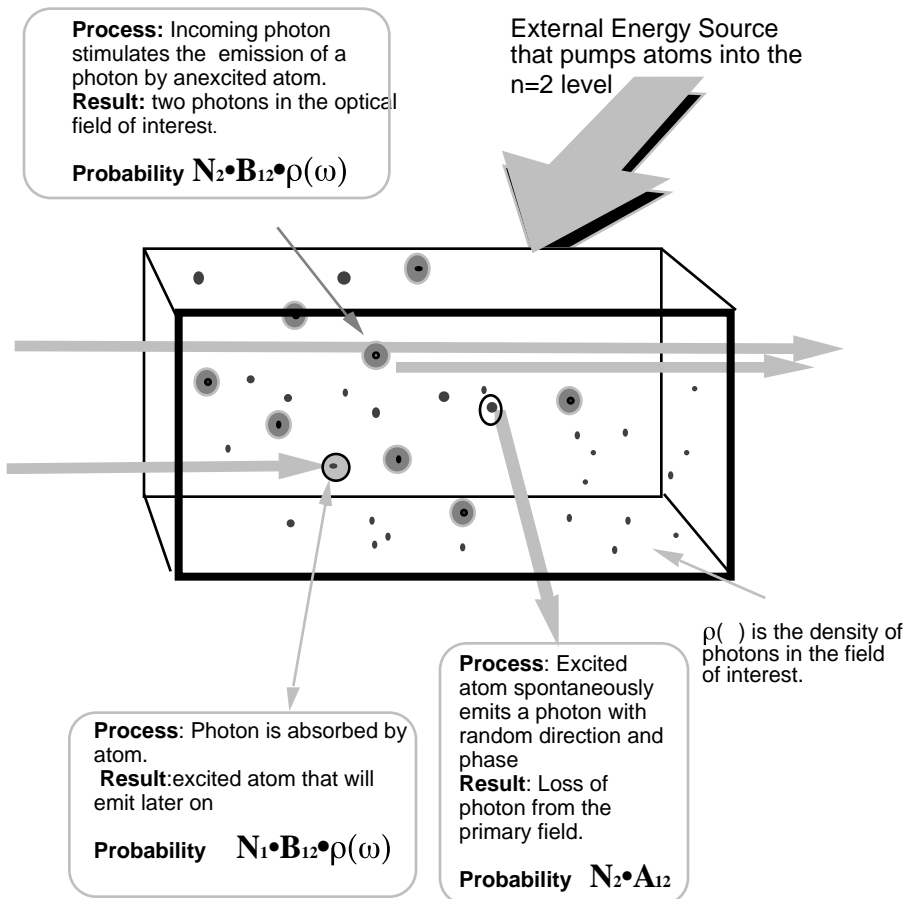 Process: Incoming photon
stimulates the emission of a
photon by anexcited atom.
Result: two photons in the optical
field of interest.
Probability N₂•B₁₂•ρ(ω)
External Energy Source
that pumps atoms into the
n=2 level
ρ( ) is the density of
photons in the field
of interest.
Process: Photon is absorbed by
atom.
Result:excited atom that will
emit later on
Probability N₁•B₁₂•ρ(ω)
Process: Excited
atom spontaneously
emits a photon with
random direction and
phase
Result: Loss of
photon from the
primary field.
Probability N₂•A₁₂